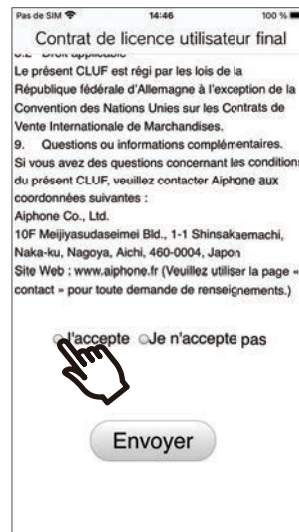 Pas de SIM 14:46 100 %
Contrat de licence utilisateur final
8.2 Droit applicable
Le présent CLUF est régi par les lois de la
République fédérale d'Allemagne à l'exception de la
Convention des Nations Unies sur les Contrats de
Vente Internationale de Marchandises.
9. Questions ou informations complémentaires.
Si vous avez des questions concernant les conditions
du présent CLUF, veuillez contacter Aiphone aux
coordonnées suivantes :
Aiphone Co., Ltd.
10F Meijiyasudaseimei Bld., 1-1 Shinsakaemachi,
Naka-ku, Nagoya, Aichi, 460-0004, Japon
Site Web : www.aiphone.fr (Veuillez utiliser la page «
contact » pour toute demande de renseignements.)
J'accepte Je n'accepte pas
Envoyer